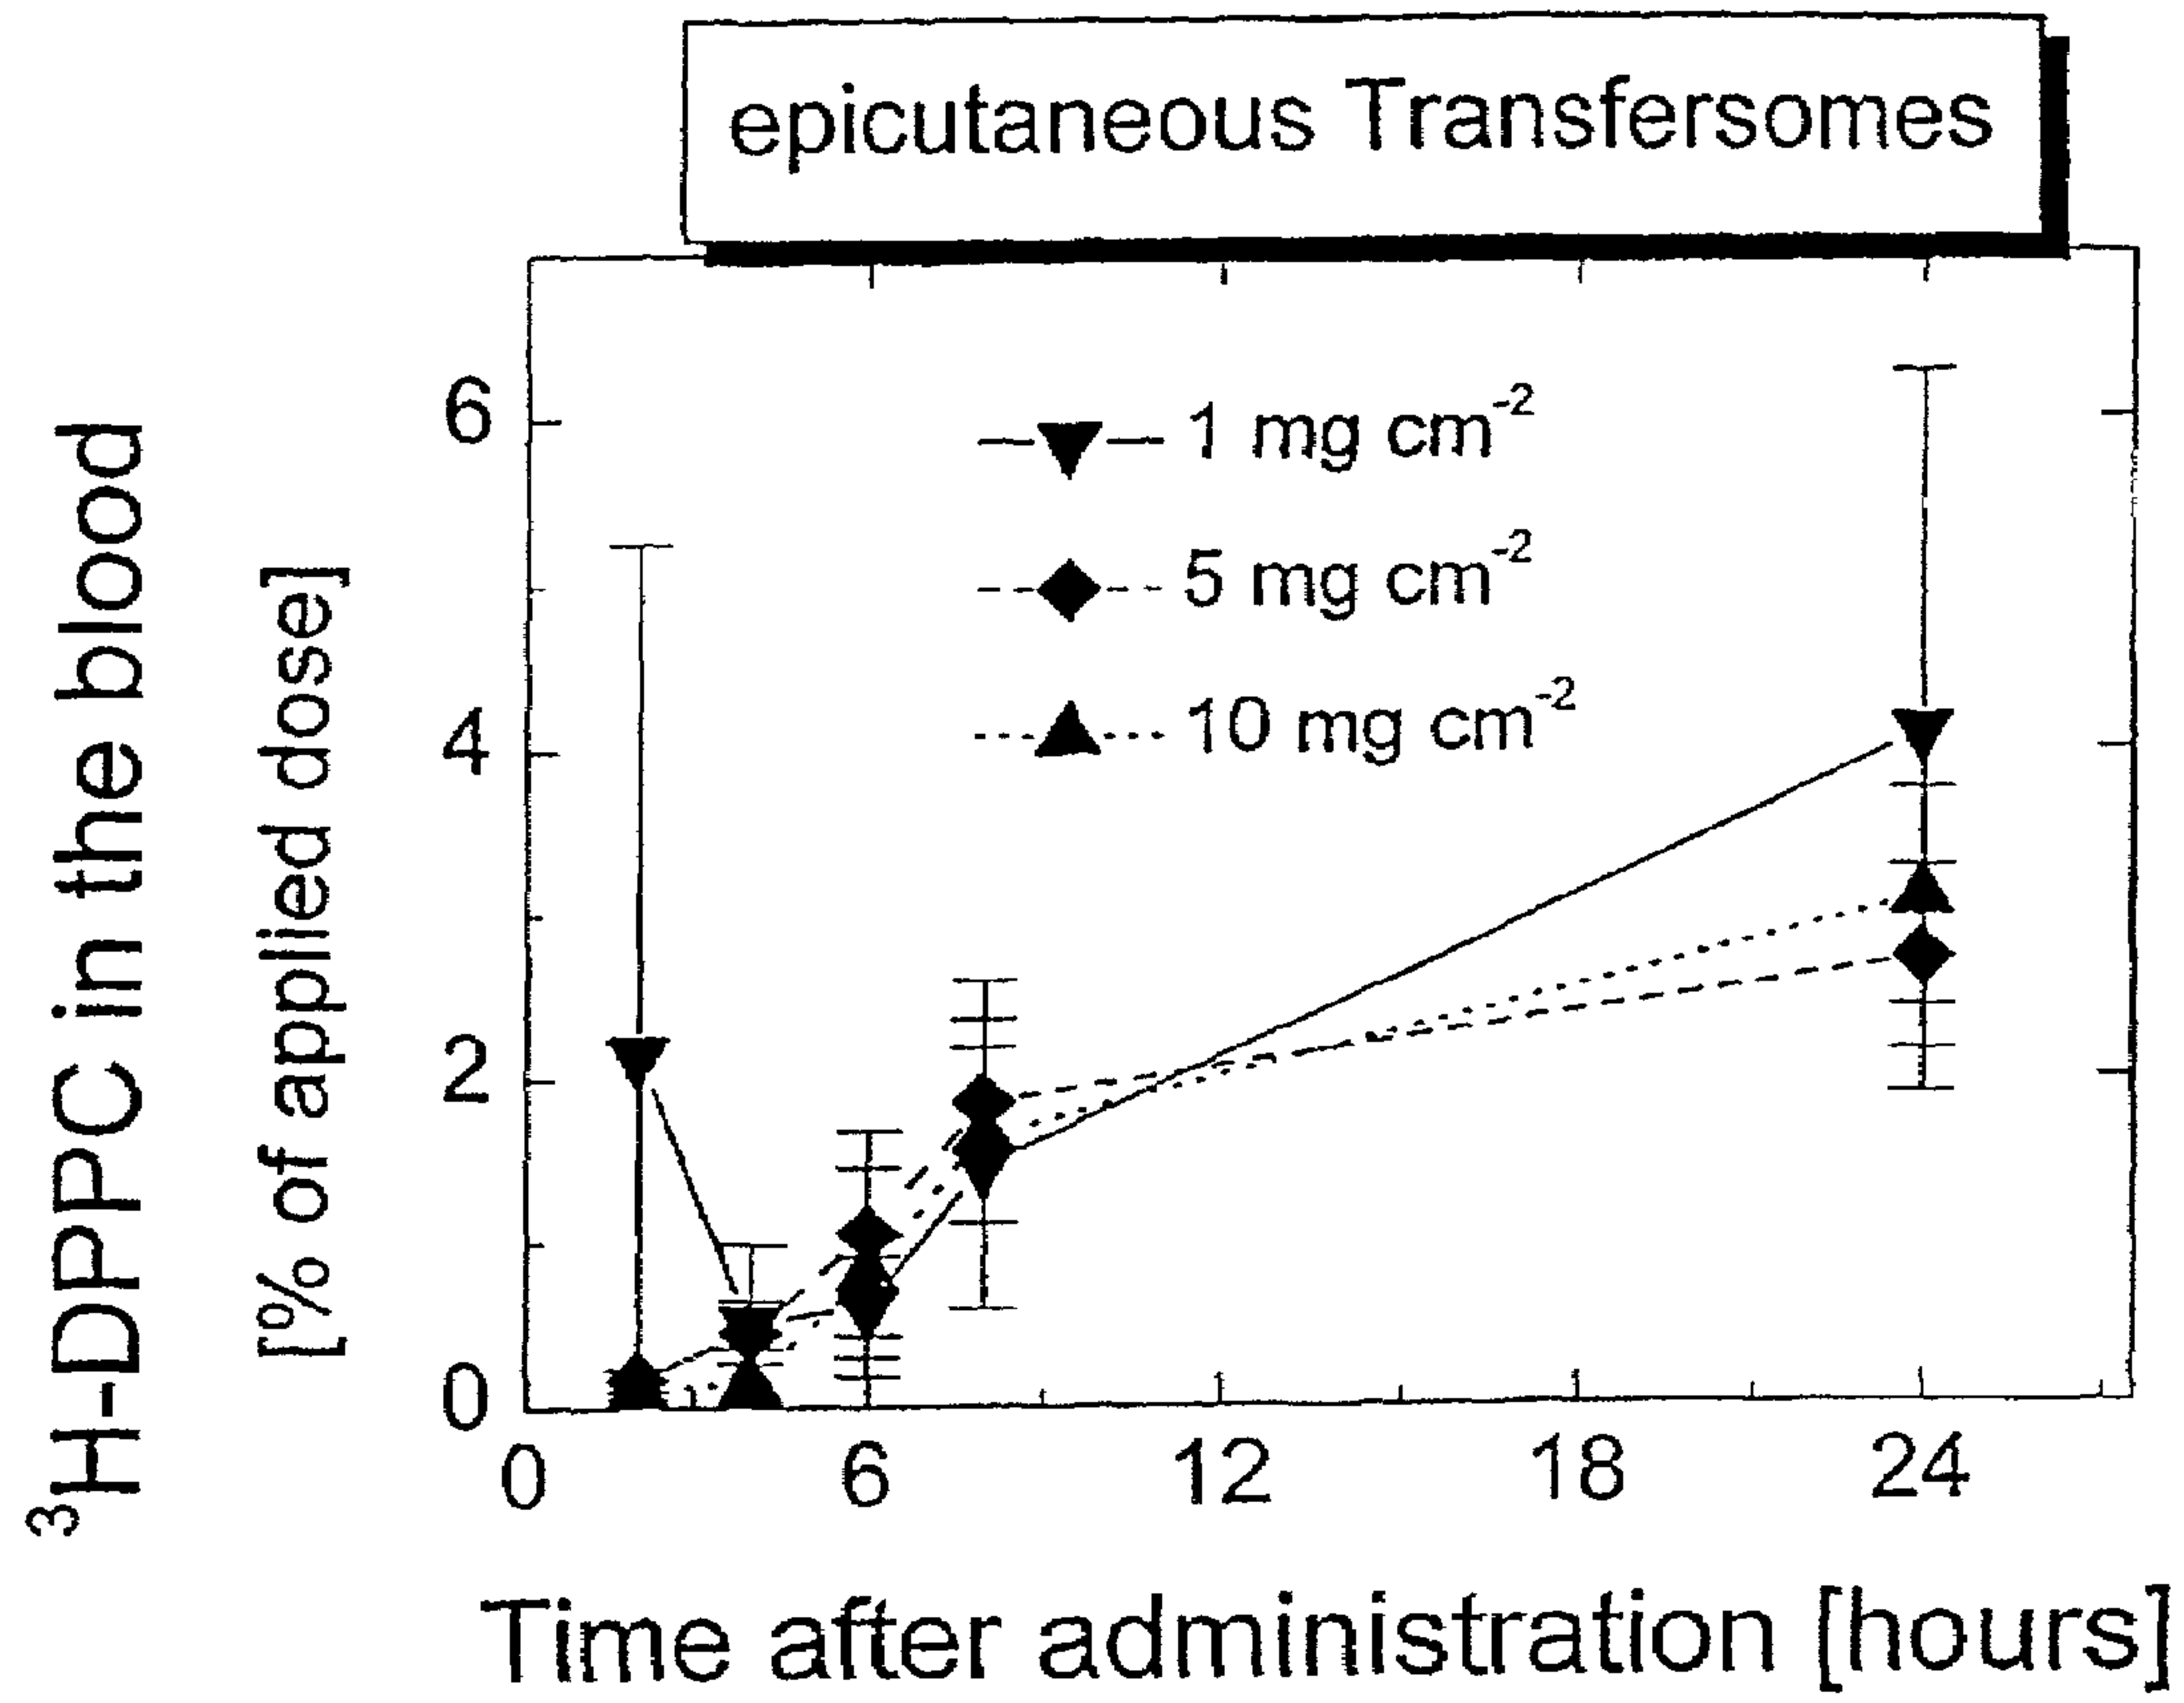 epicutaneous Transfersomes
³H-DPPC in the blood
[% of applied dose]
6
4
2
0
1 mg cm⁻²
5 mg cm⁻²
10 mg cm⁻²
0 6 12 18 24
Time after administration [hours]